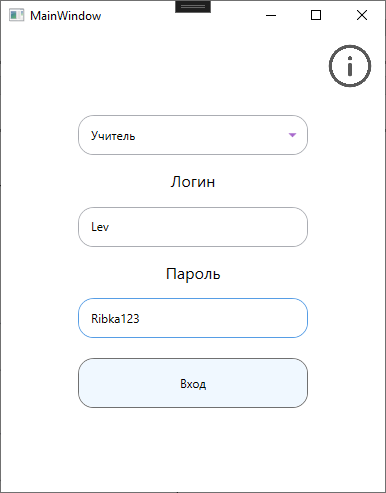 MainWindow
Учитель
Логин
Lev
Пароль
Ribka123
Вход